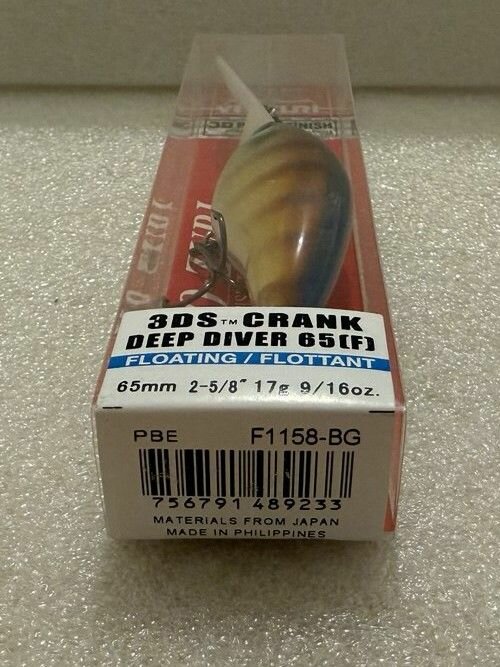 3DS™ CRANK
DEEP DIVER 65(F)
FLOATING / FLOTTANT
65mm 2-5/8" 17g 9/16oz.
PBE F1158-BG
756791 489233
MATERIALS FROM JAPAN
MADE IN PHILIPPINES